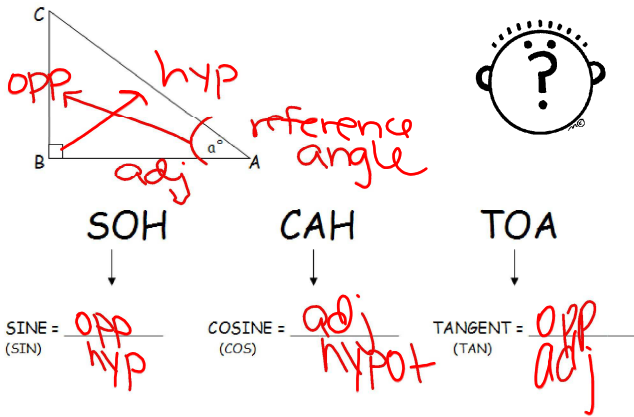 C
opp
hyp
reference
angle
a°
B
A
adj
SOH CAH TOA
SINE = opp
(SIN) hyp
COSINE = adj
(COS) hypot
TANGENT = opp
(TAN) adj
?